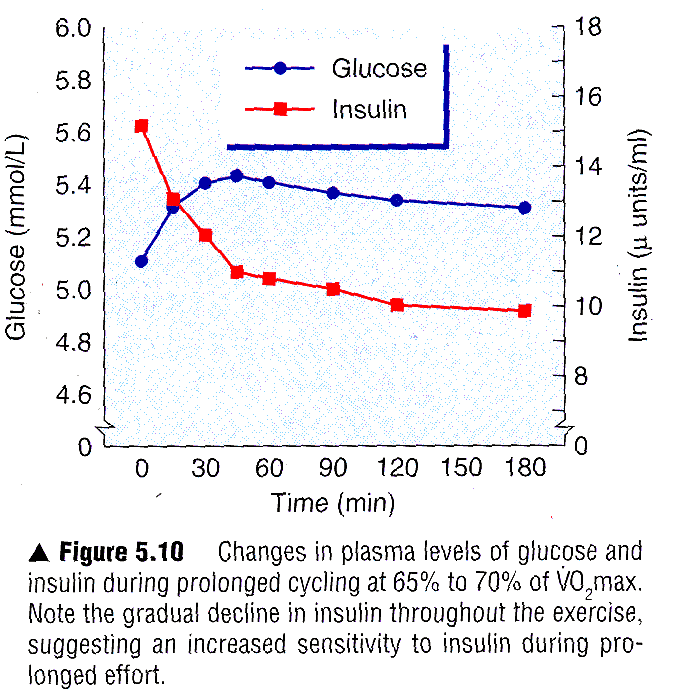 6.0
5.8
5.6
5.4
5.2
5.0
4.8
4.6
0
Glucose (mmol/L)
Glucose
Insulin
18
16
14
12
10
8
0
Insulin (μ units/ml)
0 30 60 90 120 150 180
Time (min)
▲ Figure 5.10 Changes in plasma levels of glucose and
insulin during prolonged cycling at 65% to 70% of V̇O₂max.
Note the gradual decline in insulin throughout the exercise,
suggesting an increased sensitivity to insulin during pro-
longed effort.